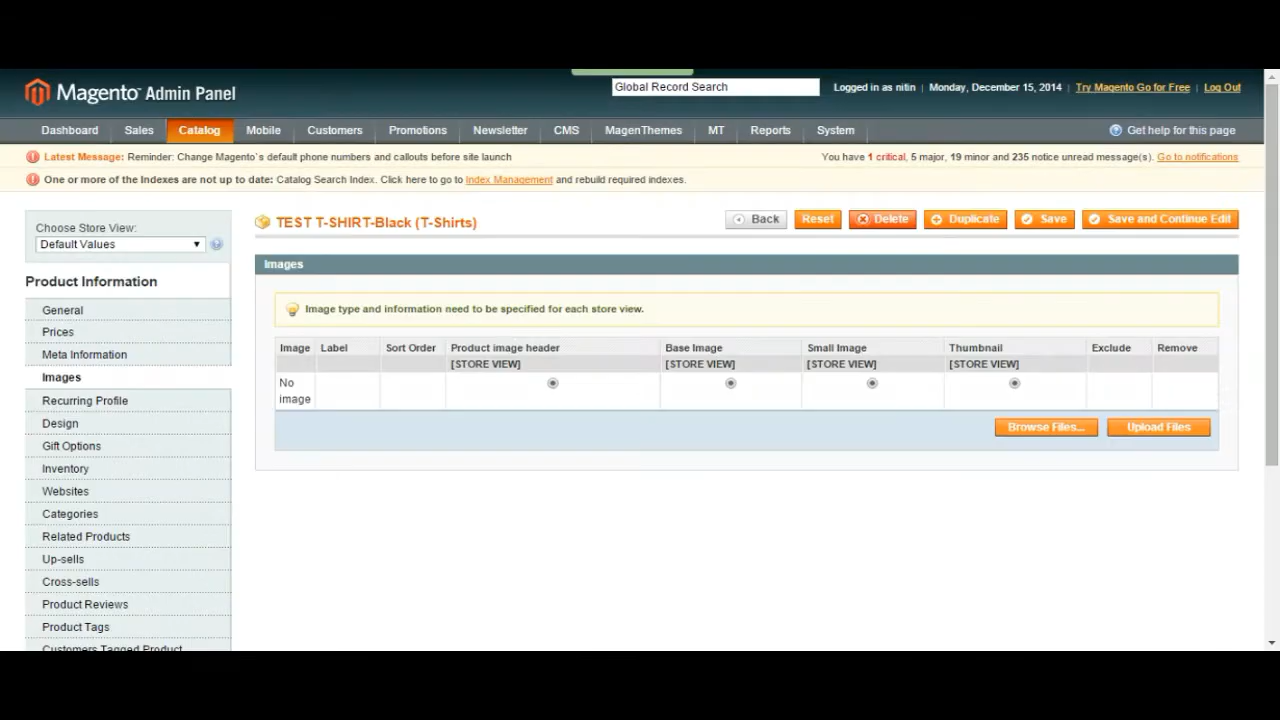 Magento Admin Panel
Global Record Search
Logged in as nitin | Monday, December 15, 2014 | Try Magento Go for Free | Log Out
Dashboard Sales Catalog Mobile Customers Promotions Newsletter CMS MagenThemes MT Reports System
Get help for this page
Latest Message: Reminder: Change Magento`s default phone numbers and callouts before site launch
You have 1 critical, 5 major, 19 minor and 235 notice unread message(s). Go to notifications
One or more of the Indexes are not up to date: Catalog Search Index. Click here to go to Index Management and rebuild required indexes.
Choose Store View:
Default Values
Product Information
General
Prices
Meta Information
Images
Recurring Profile
Design
Gift Options
Inventory
Websites
Categories
Related Products
Up-sells
Cross-sells
Product Reviews
Product Tags
Customers Tagged Product
TEST T-SHIRT-Black (T-Shirts)
Back Reset Delete Duplicate Save Save and Continue Edit
Images
Image type and information need to be specified for each store view.
Image Label Sort Order Product image header Base Image Small Image Thumbnail Exclude Remove
[STORE VIEW] [STORE VIEW] [STORE VIEW] [STORE VIEW]
No
image
Browse Files... Upload Files